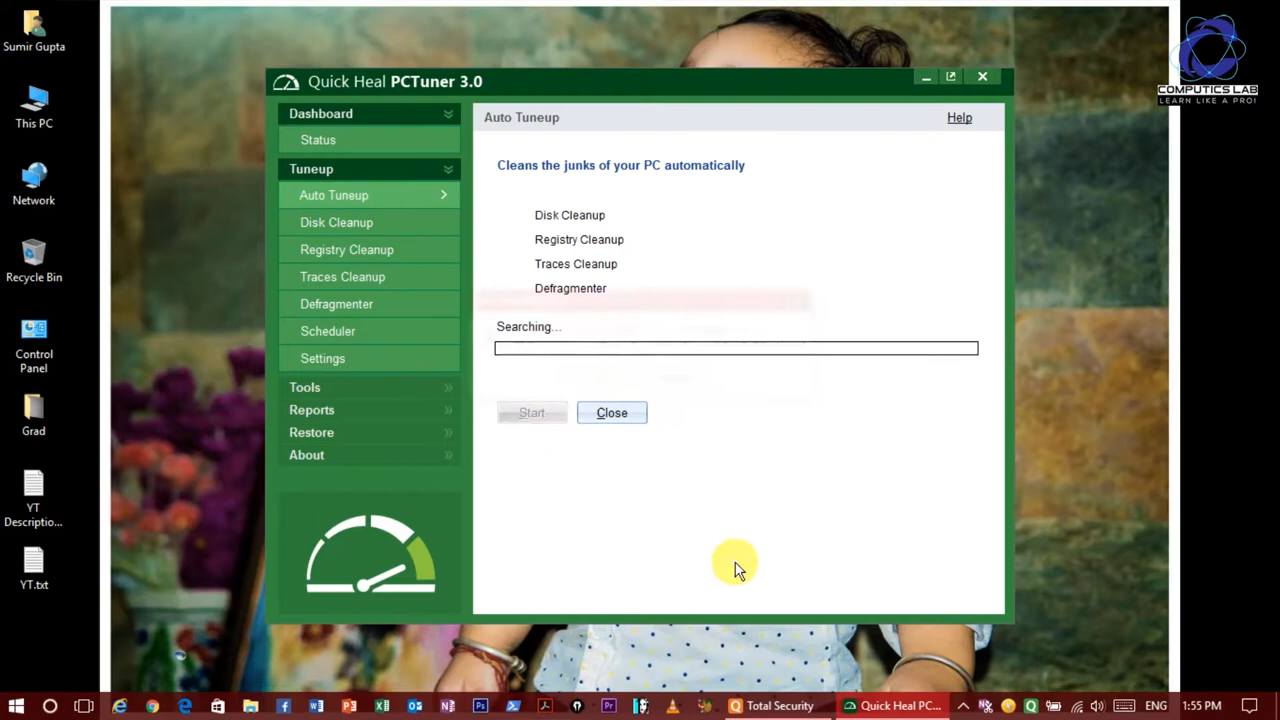 Sumir Gupta
This PC
Network
Recycle Bin
Control
Panel
Grad
YT
Descriptio...
YT.txt
COMPUTICS LAB
LEARN LIKE A PRO!
Quick Heal PCTuner 3.0
Dashboard
Status
Tuneup
Auto Tuneup
Disk Cleanup
Registry Cleanup
Traces Cleanup
Defragmenter
Scheduler
Settings
Tools
Reports
Restore
About
Auto Tuneup
Help
Cleans the junks of your PC automatically
Disk Cleanup
Registry Cleanup
Traces Cleanup
Defragmenter
Searching...
Start
Close
Total Security
Quick Heal PC...
ENG
1:55 PM